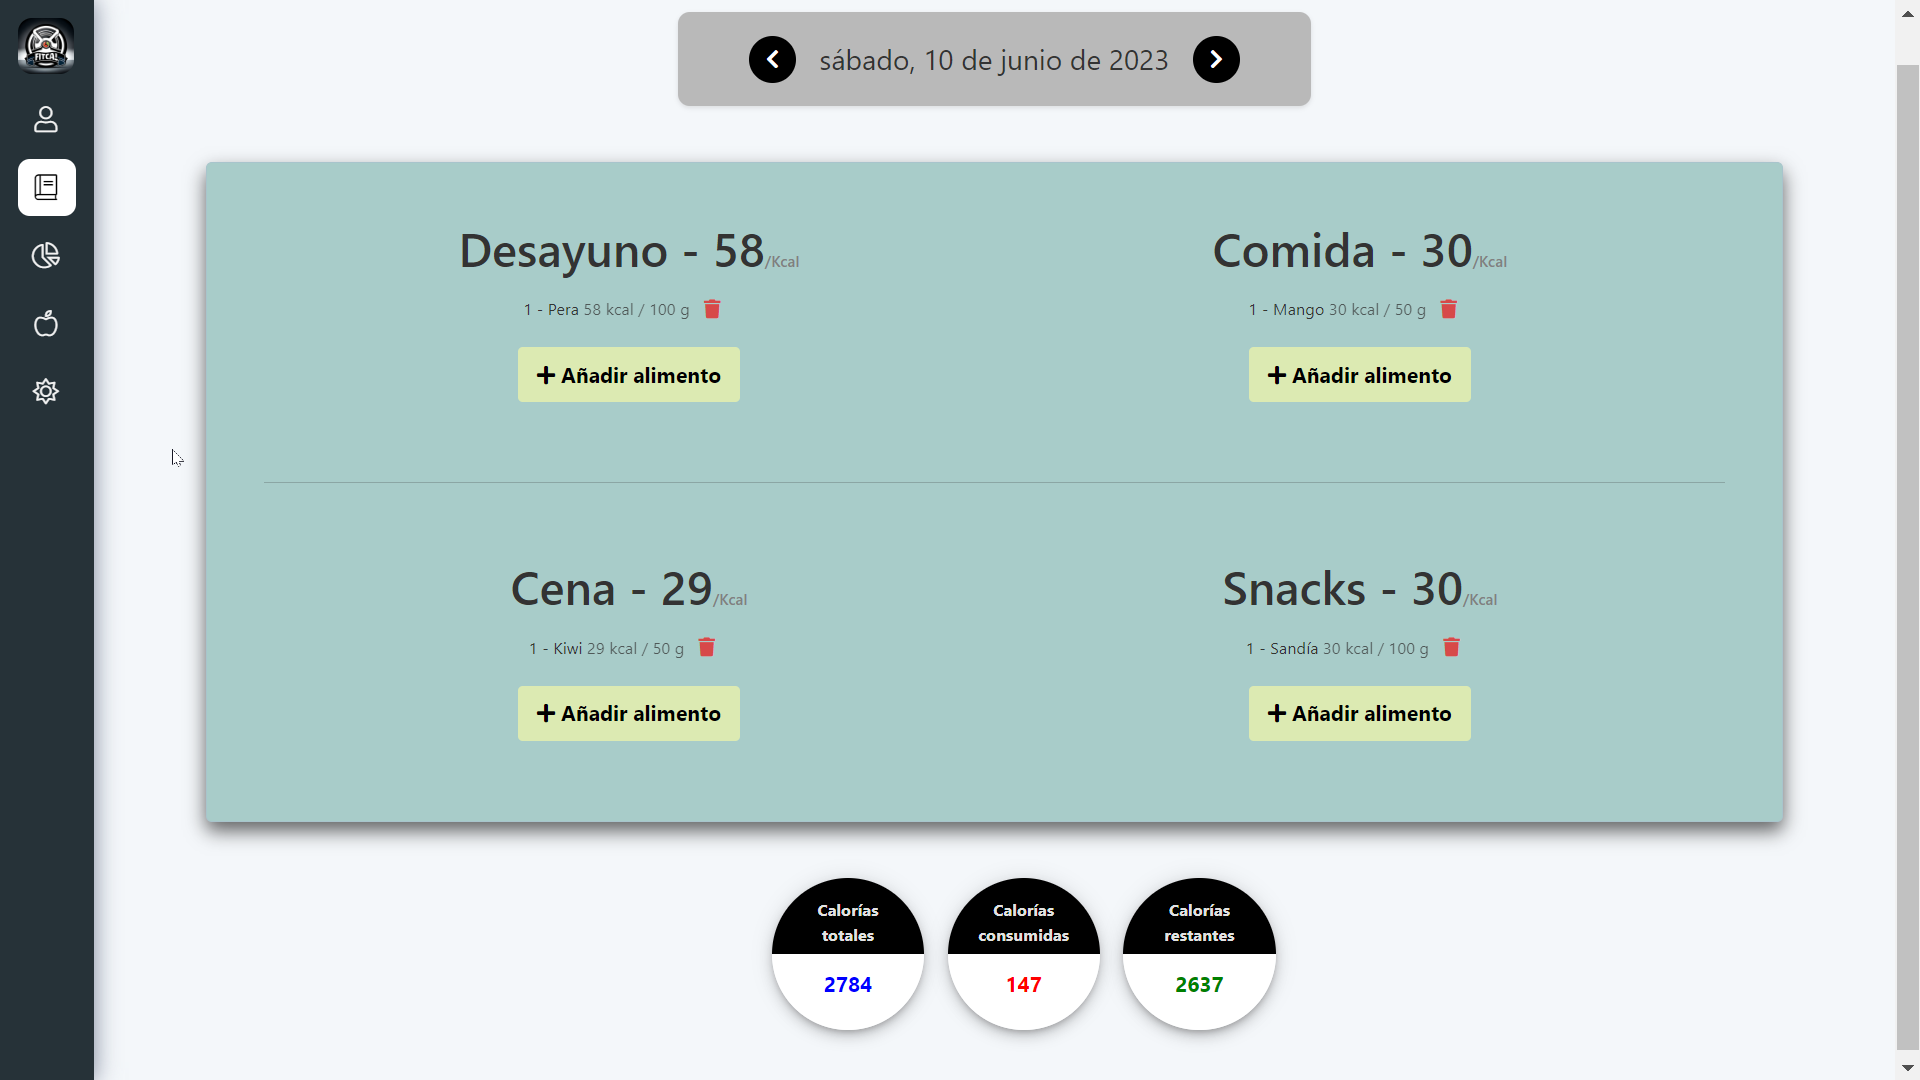 FITCAL
sábado, 10 de junio de 2023
Desayuno - 58/Kcal
1 - Pera 58 kcal / 100 g
Añadir alimento
Comida - 30/Kcal
1 - Mango 30 kcal / 50 g
Añadir alimento
Cena - 29/Kcal
1 - Kiwi 29 kcal / 50 g
Añadir alimento
Snacks - 30/Kcal
1 - Sandía 30 kcal / 100 g
Añadir alimento
Calorías
totales
2784
Calorías
consumidas
147
Calorías
restantes
2637